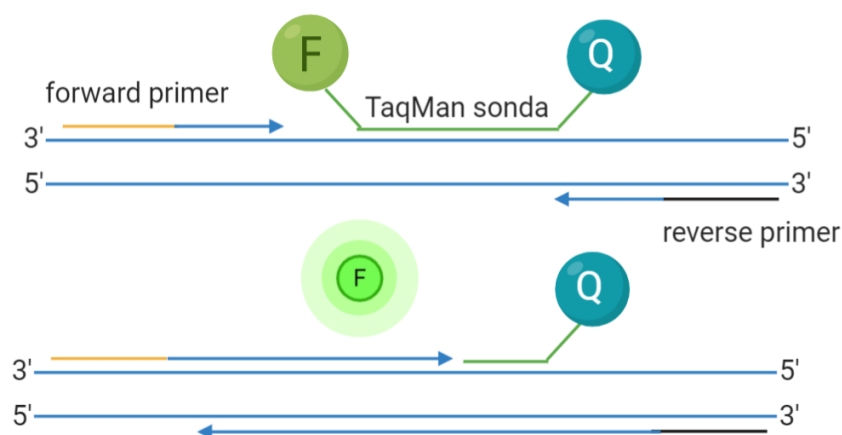 F
Q
forward primer
TaqMan sonda
3' 5'
5' 3'
reverse primer
F
Q
3' 5'
5' 3'